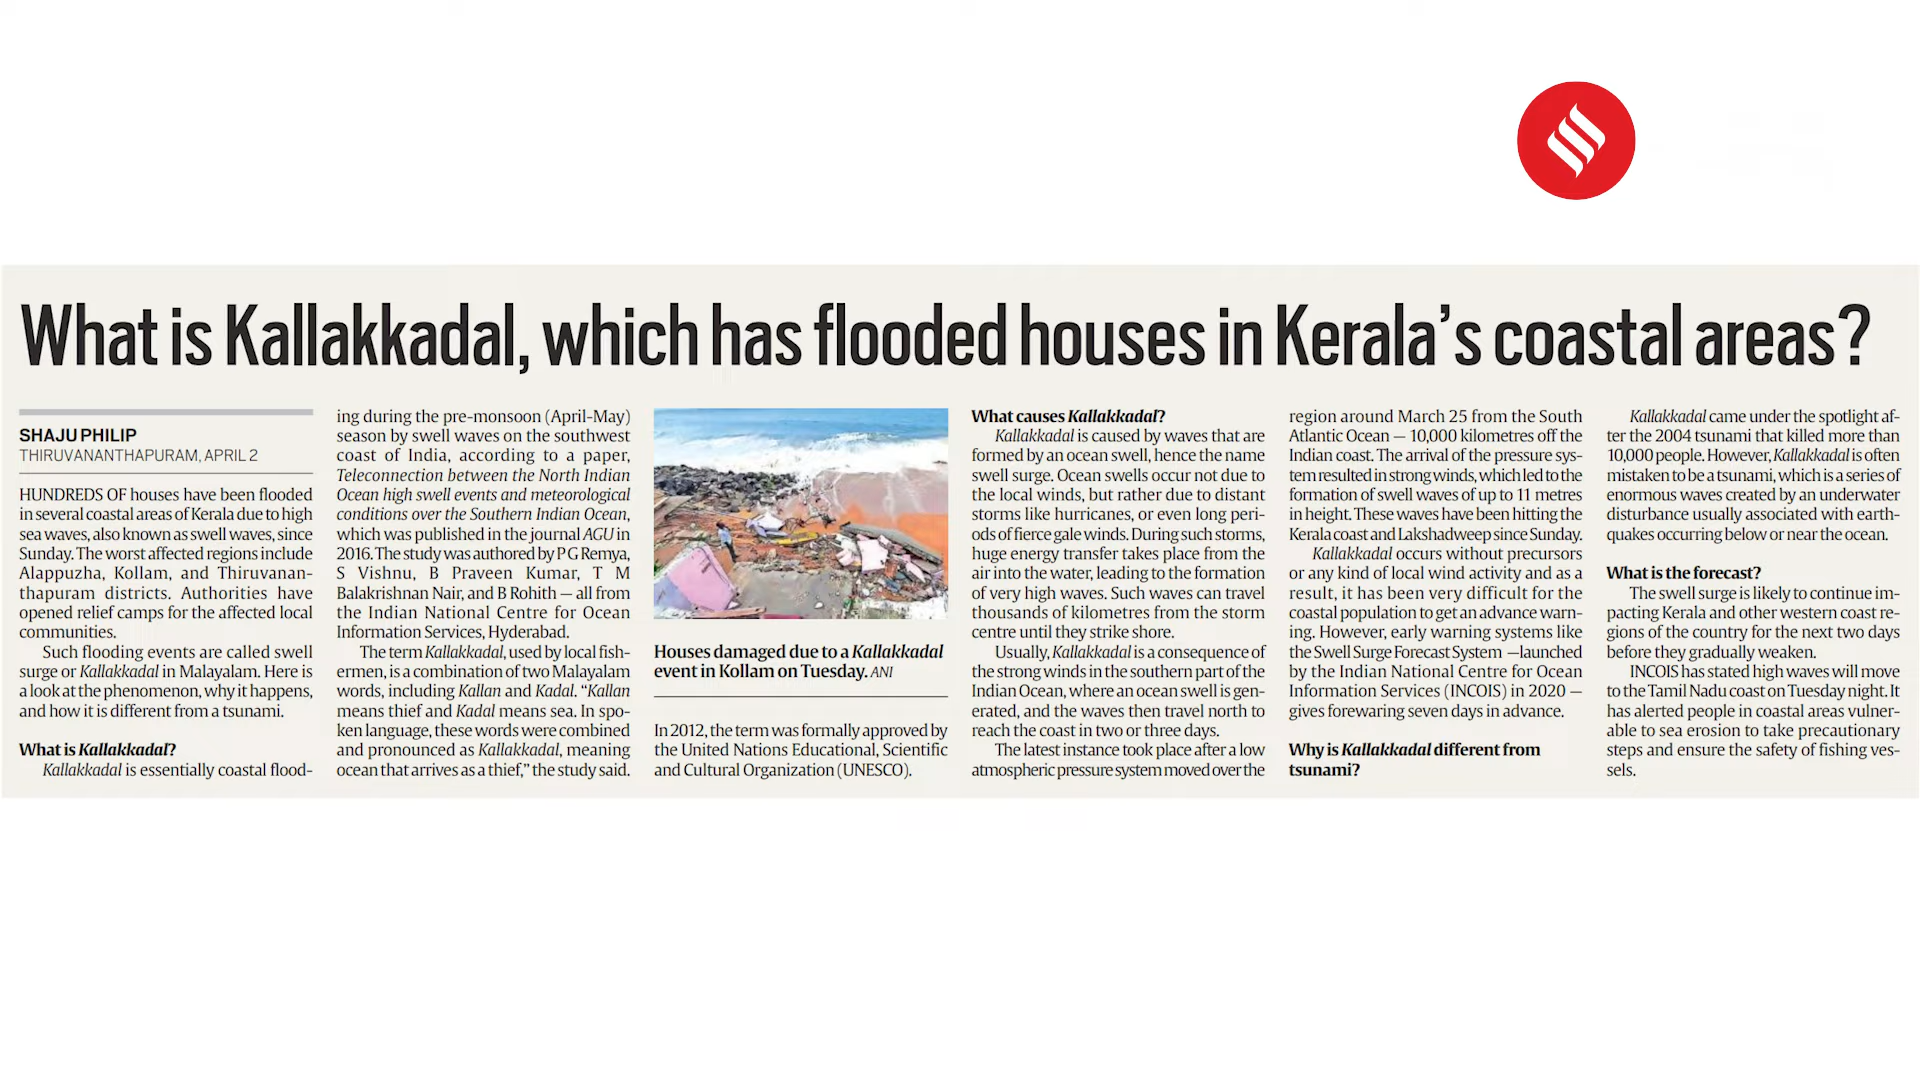 What is Kallakkadal, which has flooded houses in Kerala's coastal areas?
SHAJU PHILIP
THIRUVANANTHAPURAM, APRIL 2
HUNDREDS OF houses have been flooded
in several coastal areas of Kerala due to high
sea waves, also known as swell waves, since
Sunday. The worst affected regions include
Alappuzha, Kollam, and Thiruvanan-
thapuram districts. Authorities have
opened relief camps for the affected local
communities.
Such flooding events are called swell
surge or Kallakkadal in Malayalam. Here is
a look at the phenomenon, why it happens,
and how it is different from a tsunami.
What is Kallakkadal?
Kallakkadal is essentially coastal flood-
ing during the pre-monsoon (April-May)
season by swell waves on the southwest
coast of India, according to a paper,
Teleconnection between the North Indian
Ocean high swell events and meteorological
conditions over the Southern Indian Ocean,
which was published in the journal AGU in
2016. The study was authored by P G Remya,
S Vishnu, B Praveen Kumar, T M
Balakrishnan Nair, and B Rohith — all from
the Indian National Centre for Ocean
Information Services, Hyderabad.
The term Kallakkadal, used by local fish-
ermen, is a combination of two Malayalam
words, including Kallan and Kadal. “Kallan
means thief and Kadal means sea. In spo-
ken language, these words were combined
and pronounced as Kallakkadal, meaning
ocean that arrives as a thief,” the study said.
Houses damaged due to a Kallakkadal
event in Kollam on Tuesday. ANI
In 2012, the term was formally approved by
the United Nations Educational, Scientific
and Cultural Organization (UNESCO).
What causes Kallakkadal?
Kallakkadal is caused by waves that are
formed by an ocean swell, hence the name
swell surge. Ocean swells occur not due to
the local winds, but rather due to distant
storms like hurricanes, or even long peri-
ods of fierce gale winds. During such storms,
huge energy transfer takes place from the
air into the water, leading to the formation
of very high waves. Such waves can travel
thousands of kilometres from the storm
centre until they strike shore.
Usually, Kallakkadal is a consequence of
the strong winds in the southern part of the
Indian Ocean, where an ocean swell is gen-
erated, and the waves then travel north to
reach the coast in two or three days.
The latest instance took place after a low
atmospheric pressure system moved over the
region around March 25 from the South
Atlantic Ocean — 10,000 kilometres off the
Indian coast. The arrival of the pressure sys-
tem resulted in strong winds, which led to the
formation of swell waves of up to 11 metres
in height. These waves have been hitting the
Kerala coast and Lakshadweep since Sunday.
Kallakkadal occurs without precursors
or any kind of local wind activity and as a
result, it has been very difficult for the
coastal population to get an advance warn-
ing. However, early warning systems like
the Swell Surge Forecast System —launched
by the Indian National Centre for Ocean
Information Services (INCOIS) in 2020 —
gives forewaring seven days in advance.
Why is Kallakkadal different from
tsunami?
Kallakkadal came under the spotlight af-
ter the 2004 tsunami that killed more than
10,000 people. However, Kallakkadal is often
mistaken to be a tsunami, which is a series of
enormous waves created by an underwater
disturbance usually associated with earth-
quakes occurring below or near the ocean.
What is the forecast?
The swell surge is likely to continue im-
pacting Kerala and other western coast re-
gions of the country for the next two days
before they gradually weaken.
INCOIS has stated high waves will move
to the Tamil Nadu coast on Tuesday night. It
has alerted people in coastal areas vulner-
able to sea erosion to take precautionary
steps and ensure the safety of fishing ves-
sels.